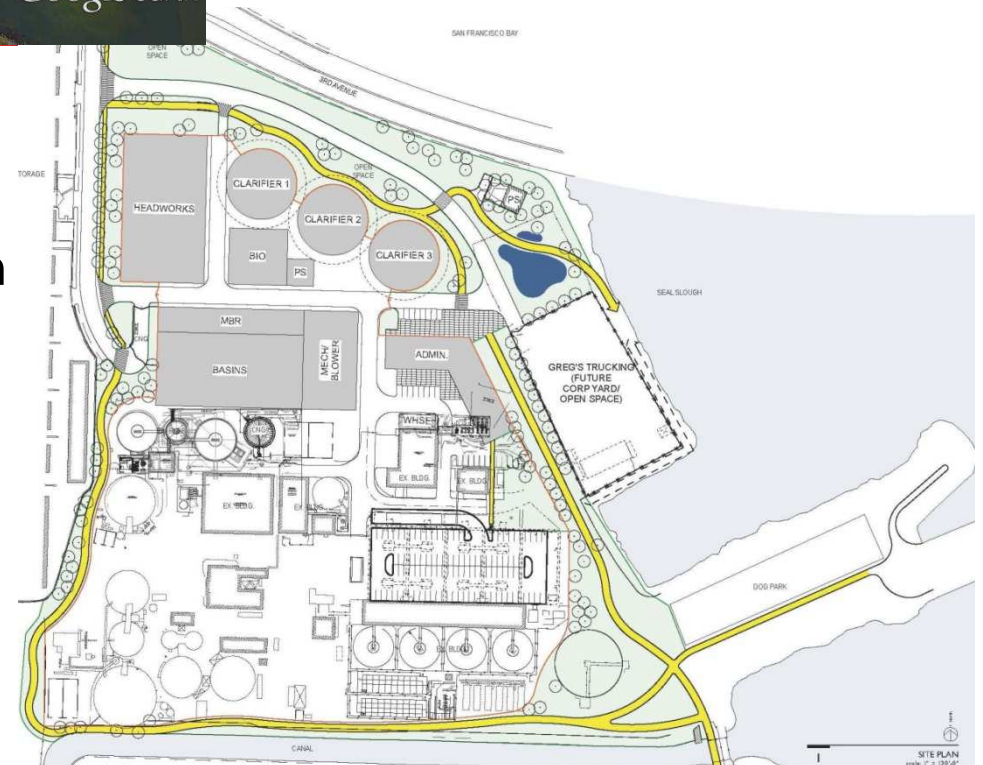 SAN FRANCISCO BAY
OPEN
SPACE
3RD AVENUE
TORAGE
OPEN
SPACE
CLARIFIER 1
PS
HEADWORKS
CLARIFIER 2
CLARIFIER 3
BIO
PS
SEAL SLOUGH
MBR
CNG
ADMIN.
BASINS
MECH/
BLOWER
GREG'S TRUCKING
(FUTURE
CORP YARD/
OPEN SPACE)
WHSE
CNG
EX. BLDG.
EX. BLDG.
EX. BLDG.
DOG PARK
EX. BLDG.
CANAL
SITE PLAN